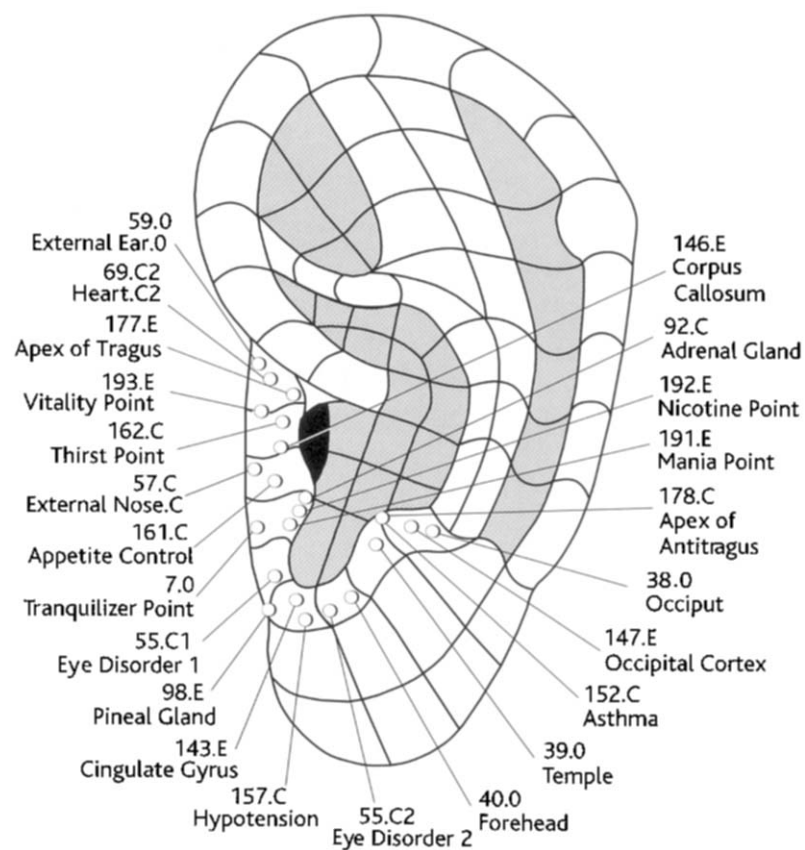 59.0
External Ear.0
69.C2
Heart.C2
177.E
Apex of Tragus
193.E
Vitality Point
162.C
Thirst Point
57.C
External Nose.C
161.C
Appetite Control
7.0
Tranquilizer Point
55.C1
Eye Disorder 1
98.E
Pineal Gland
143.E
Cingulate Gyrus
157.C
Hypotension
55.C2
Eye Disorder 2
40.0
Forehead
39.0
Temple
152.C
Asthma
147.E
Occipital Cortex
38.0
Occiput
178.C
Apex of
Antitragus
191.E
Mania Point
192.E
Nicotine Point
92.C
Adrenal Gland
146.E
Corpus
Callosum